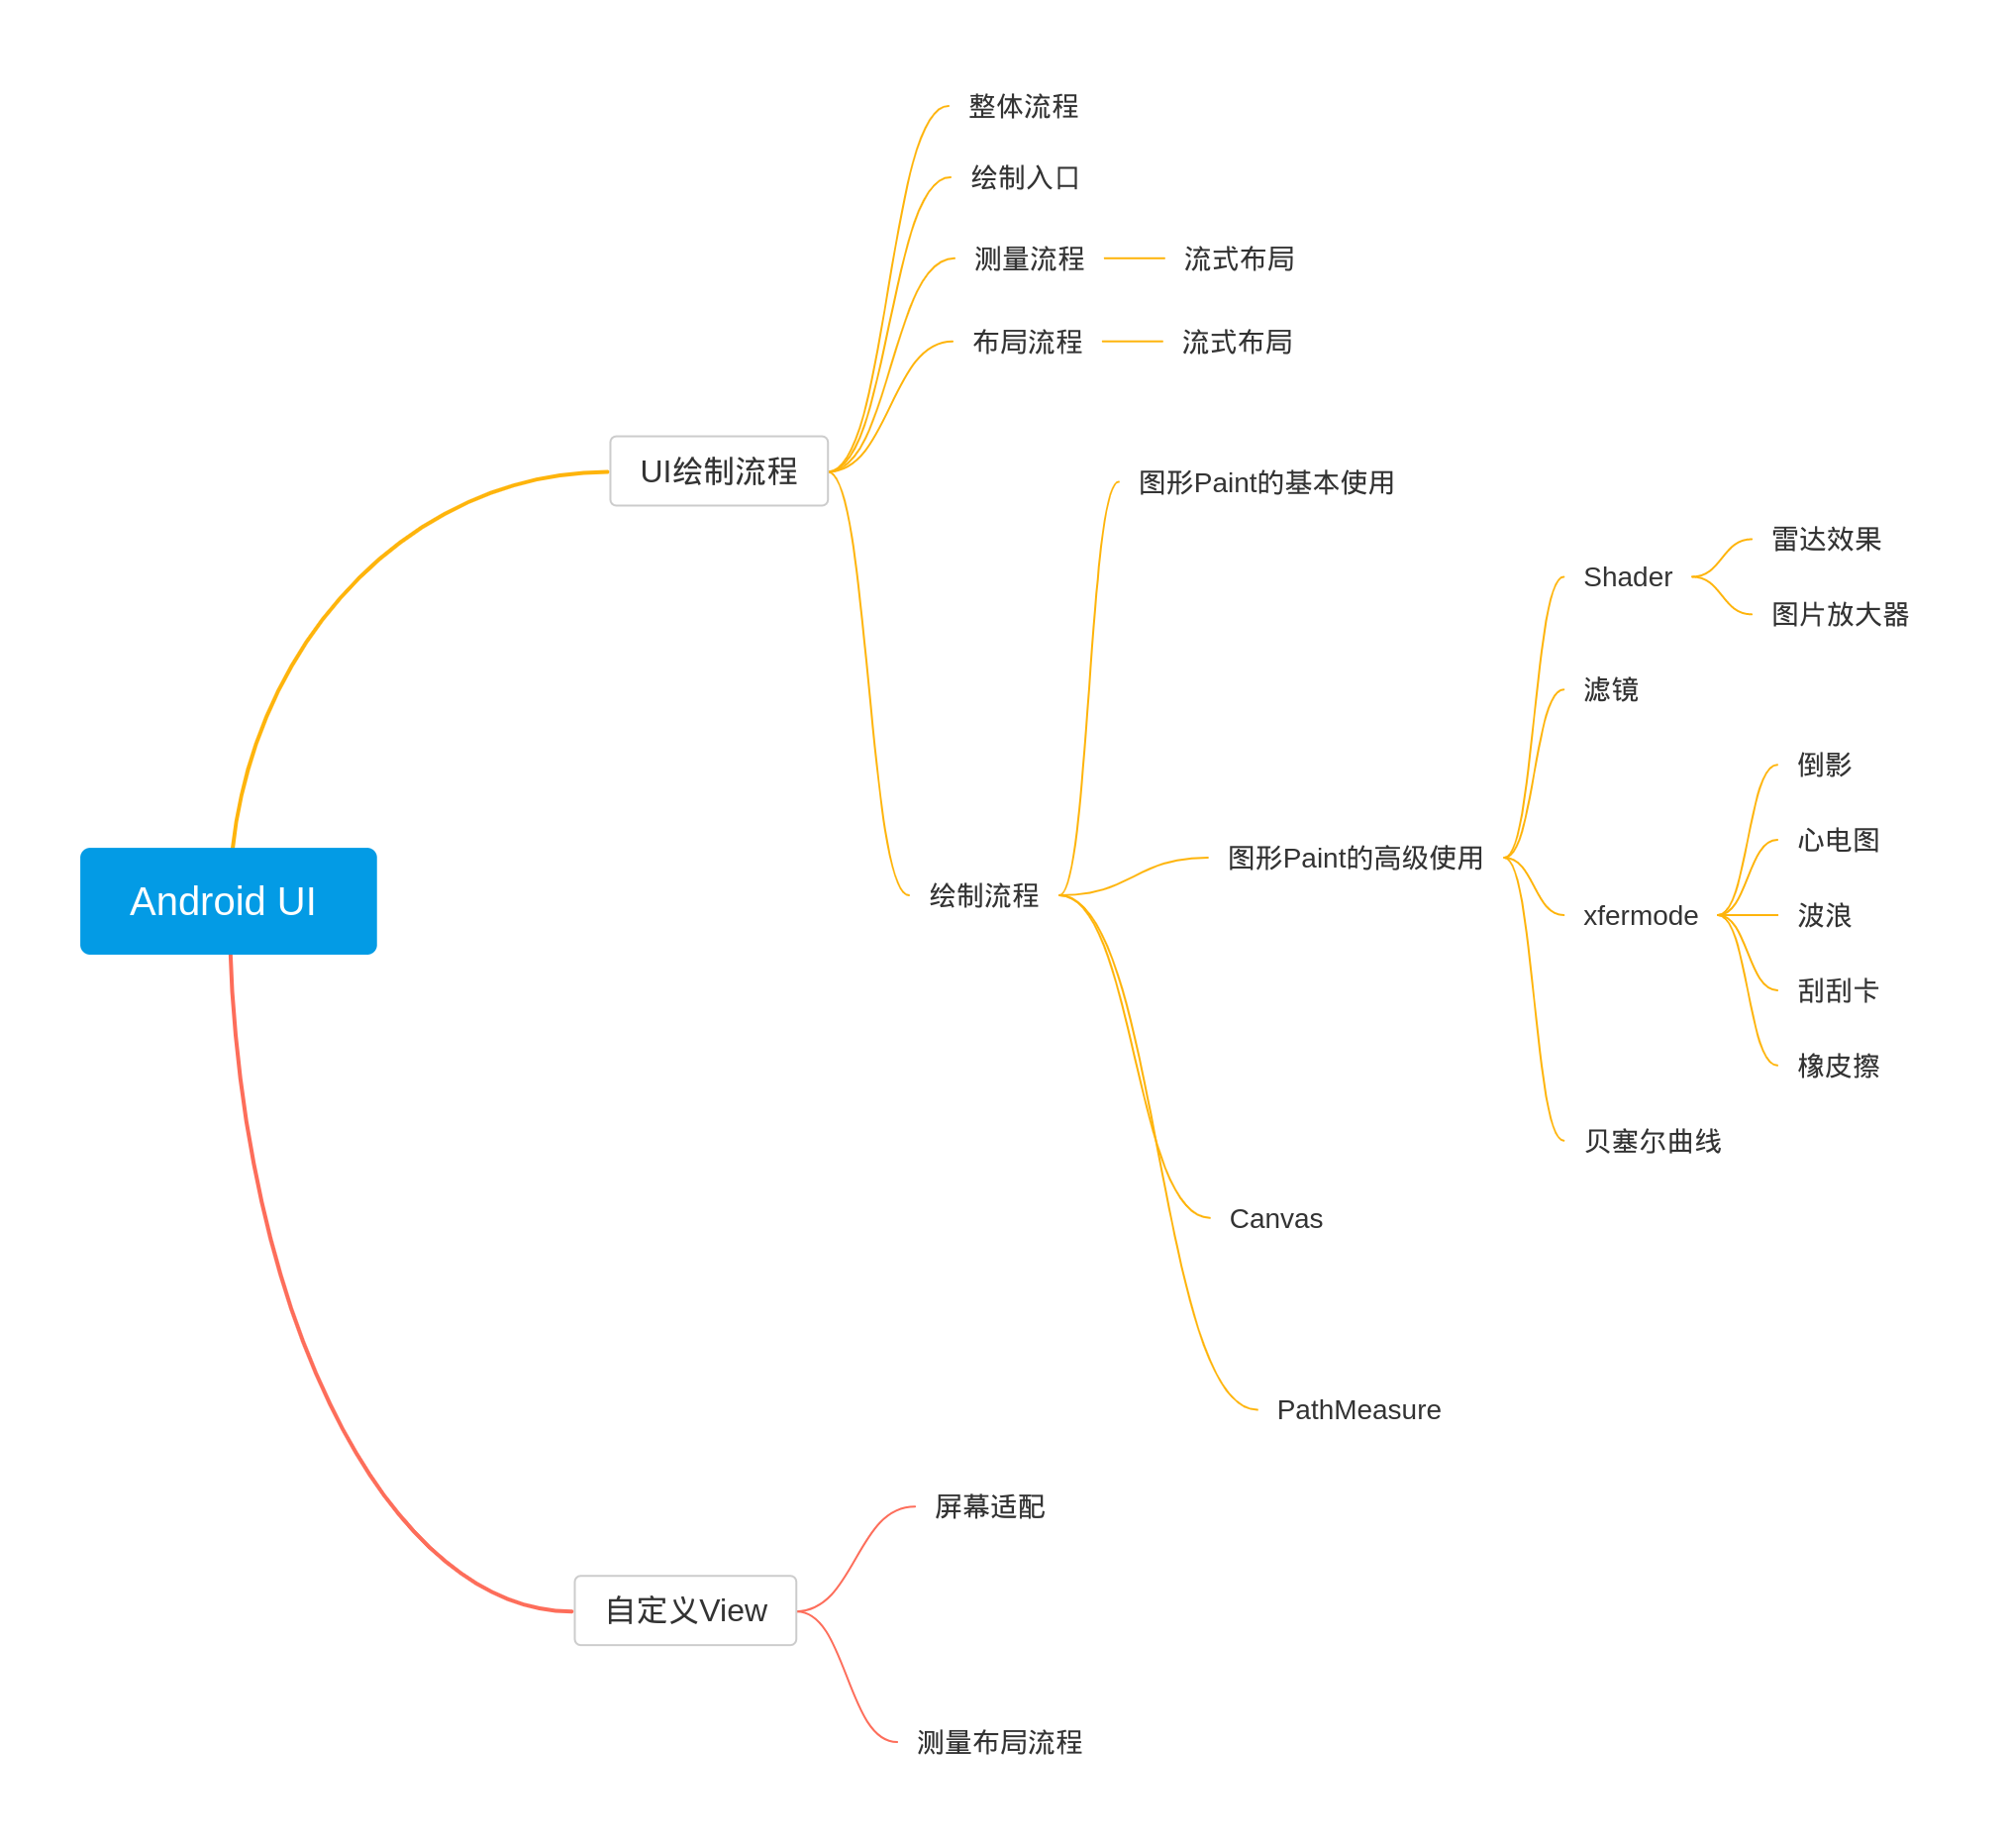 Android UI
UI绘制流程
整体流程
绘制入口
测量流程
流式布局
布局流程
流式布局
绘制流程
图形Paint的基本使用
图形Paint的高级使用
Shader
雷达效果
图片放大器
滤镜
xfermode
倒影
心电图
波浪
刮刮卡
橡皮擦
贝塞尔曲线
Canvas
PathMeasure
自定义View
屏幕适配
测量布局流程